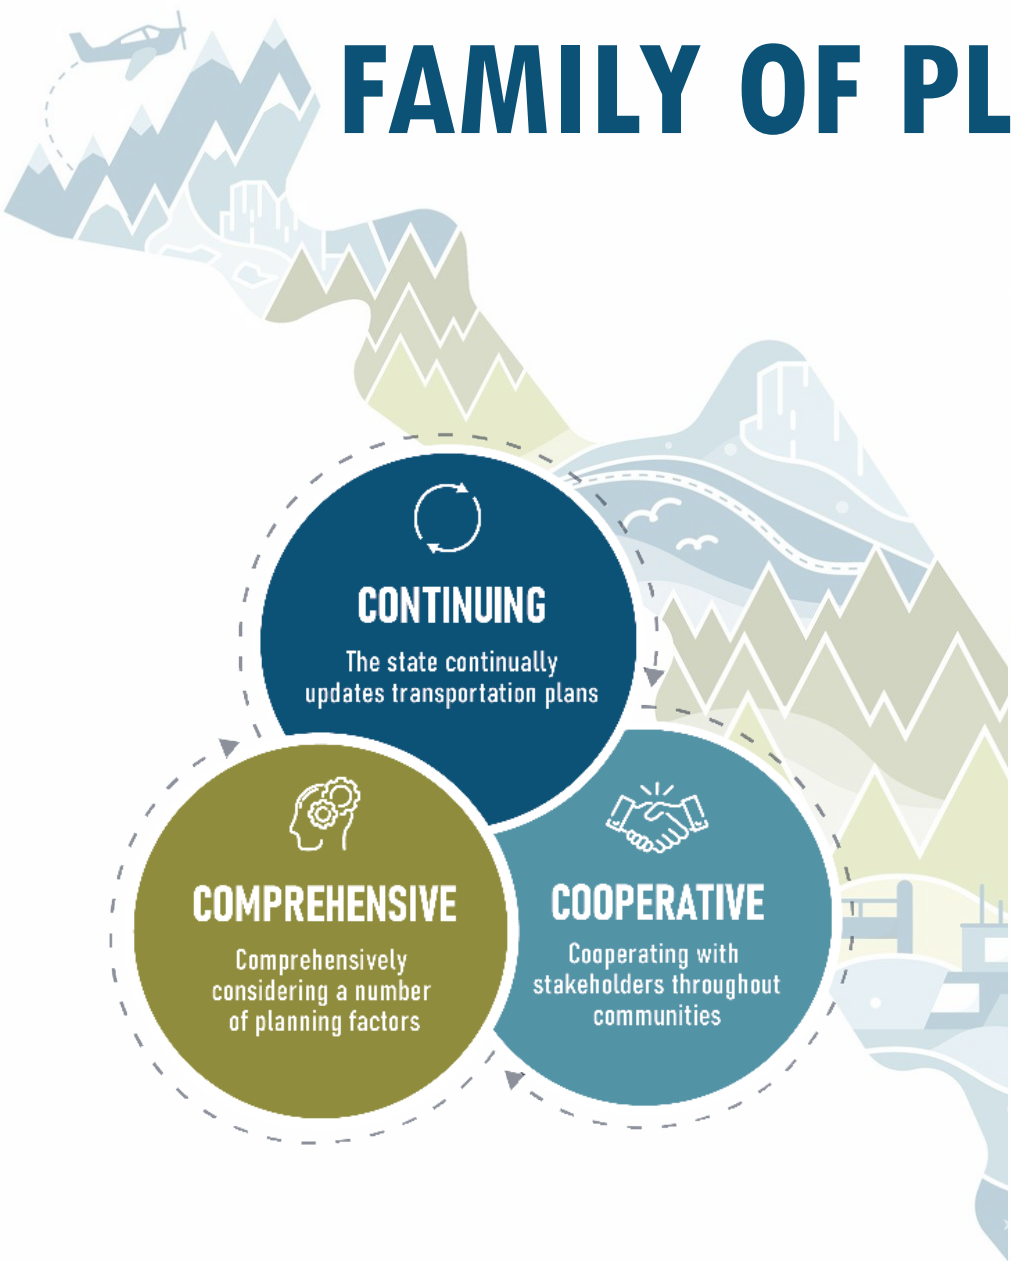 FAMILY OF PL
CONTINUING
The state continually
updates transportation plans
COMPREHENSIVE
Comprehensively
considering a number
of planning factors
COOPERATIVE
Cooperating with
stakeholders throughout
communities